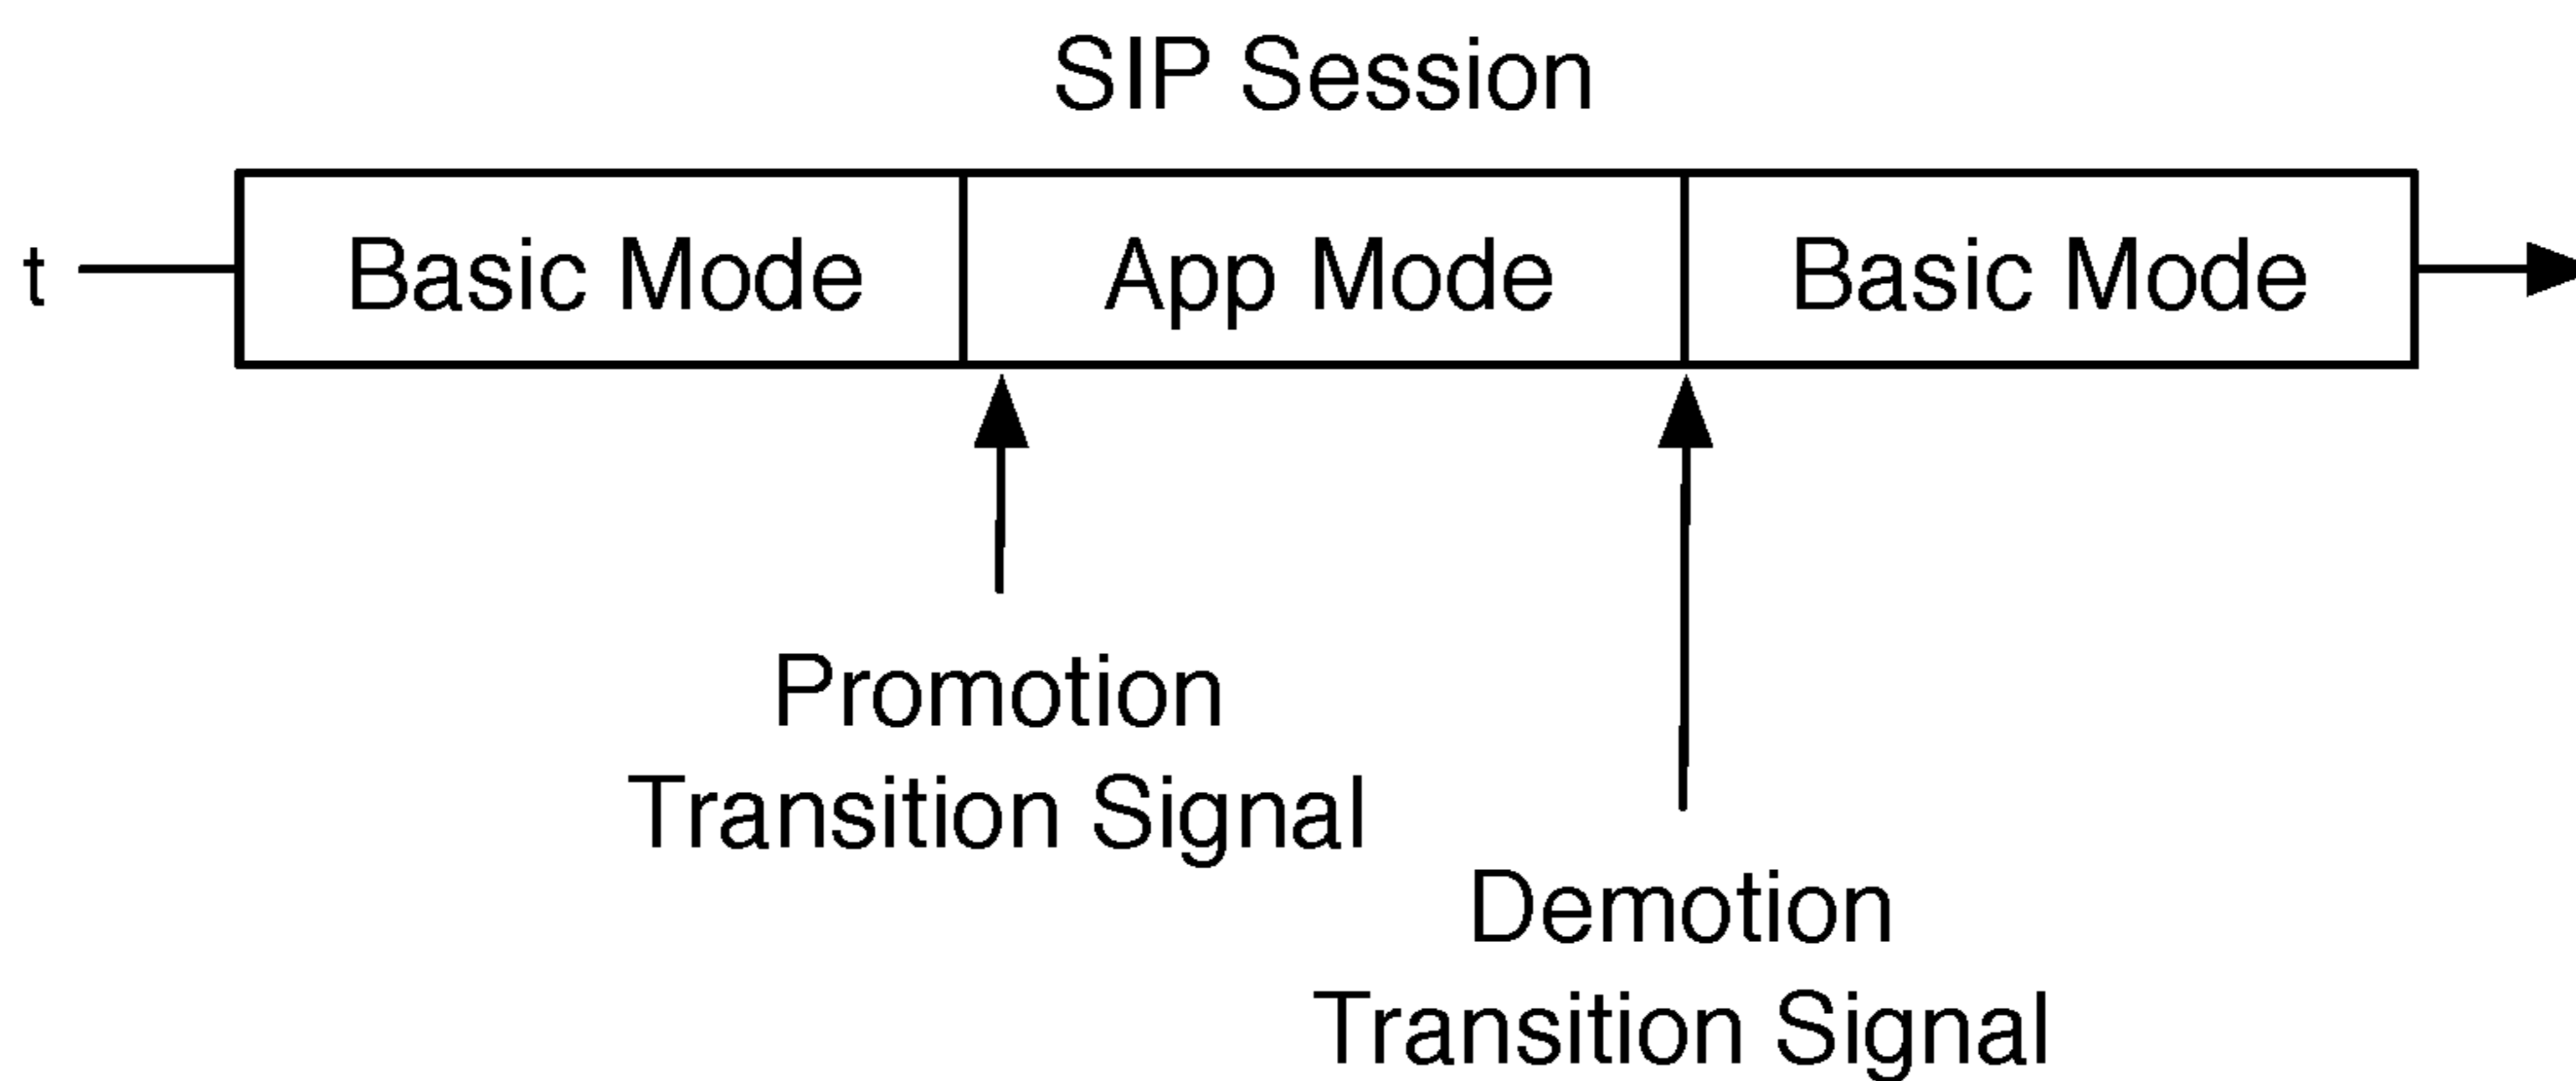 SIP Session
t Basic Mode App Mode Basic Mode
Promotion
Transition Signal
Demotion
Transition Signal